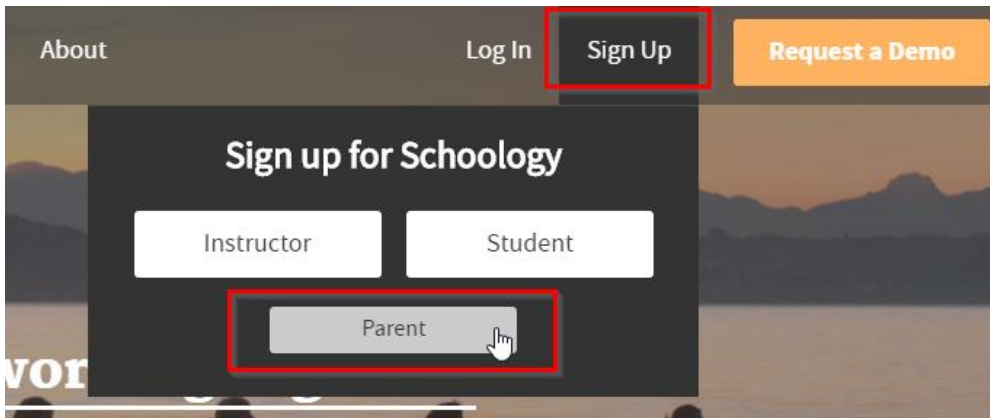 About Log In Sign Up Request a Demo
Sign up for Schoology
Instructor Student
Parent